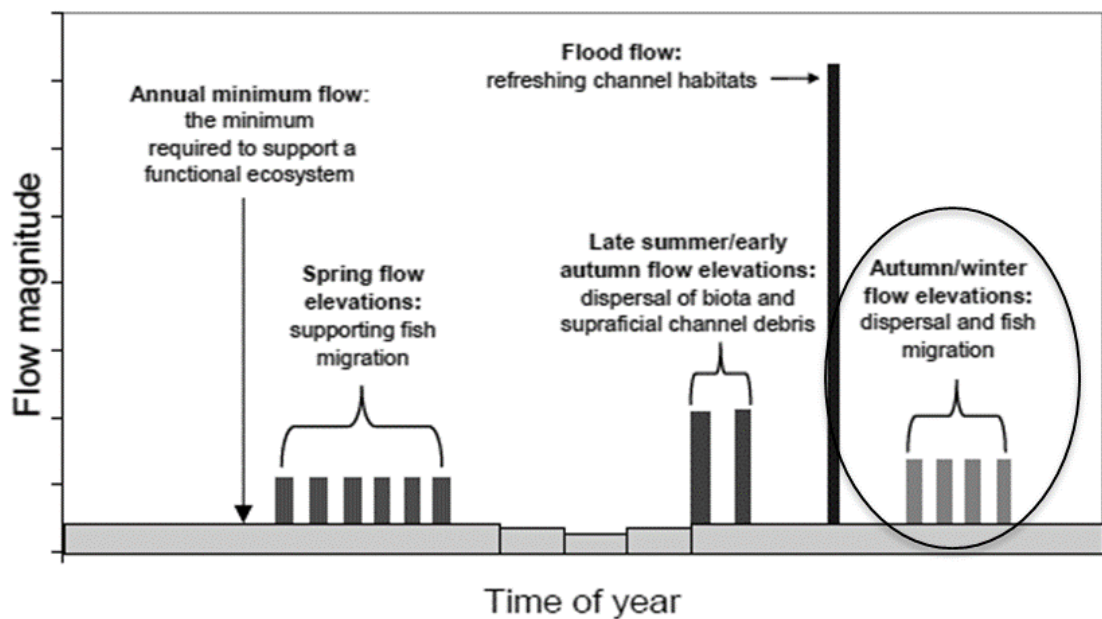 Flood flow:
refreshing channel habitats
Annual minimum flow:
the minimum
required to support a
functional ecosystem
Flow magnitude
Spring flow
elevations:
supporting fish
migration
Late summer/early
autumn flow elevations:
dispersal of biota and
supraficial channel debris
Autumn/winter
flow elevations:
dispersal and fish
migration
Time of year